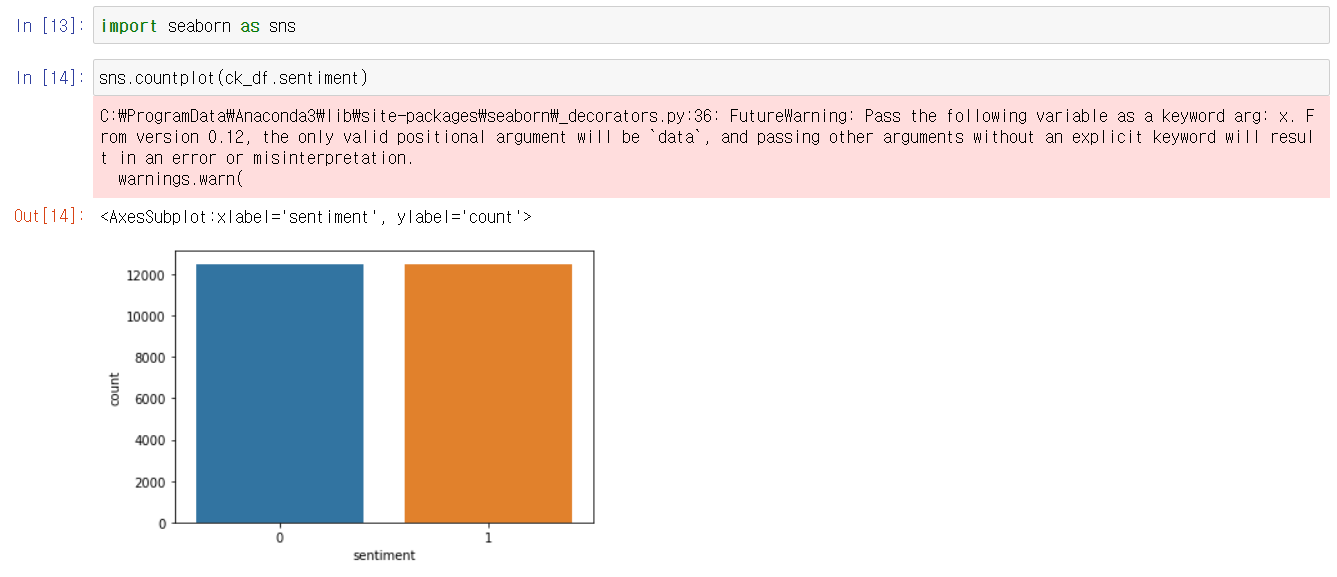 In [13]: import seaborn as sns
In [14]: sns.countplot(ck_df.sentiment)
C:₩ProgramData₩Anaconda3₩lib₩site-packages₩seaborn₩_decorators.py:36: FutureWarning: Pass the following variable as a keyword arg: x. F
rom version 0.12, the only valid positional argument will be `data`, and passing other arguments without an explicit keyword will resul
t in an error or misinterpretation.
warnings.warn(
Out[14]: <AxesSubplot:xlabel='sentiment', ylabel='count'>
12000
10000
8000
6000
4000
2000
0
count
0 1
sentiment